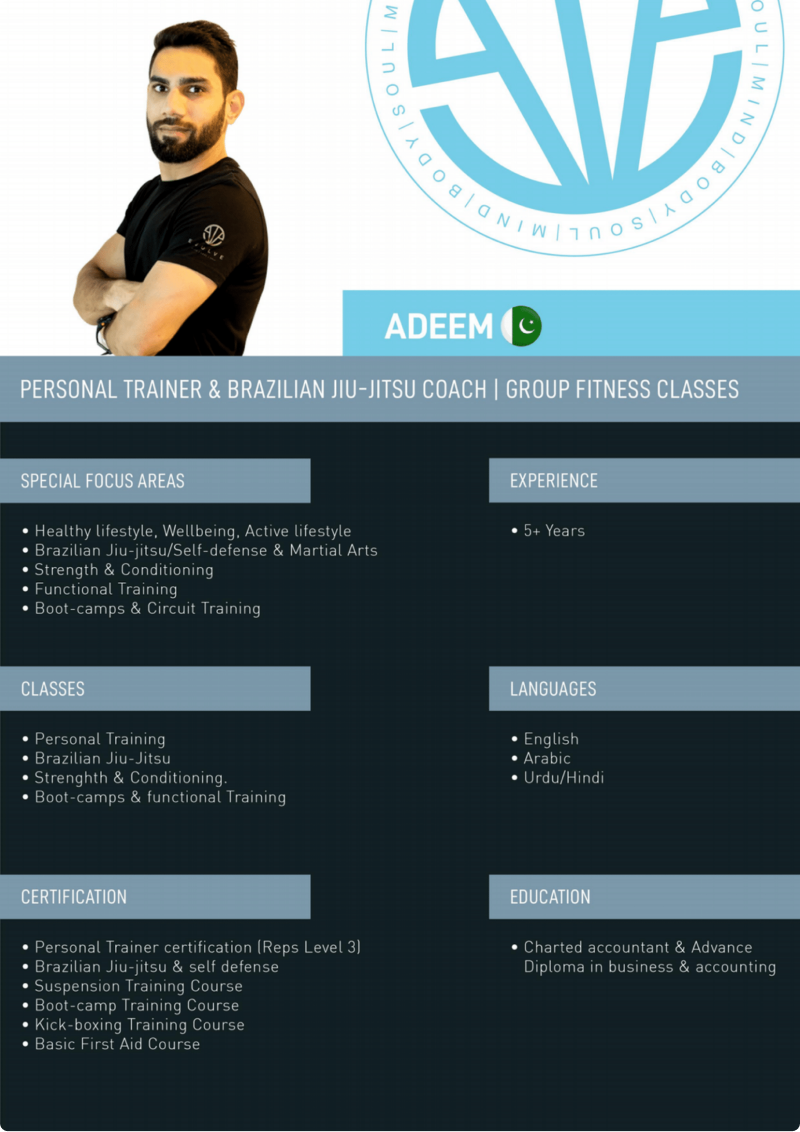 SOUL|M
SOUL|MIND|BODY|SOUL|MIND|BODY|SOUL
EVOLVE
ADEEM
PERSONAL TRAINER & BRAZILIAN JIU-JITSU COACH | GROUP FITNESS CLASSES
SPECIAL FOCUS AREAS
• Healthy lifestyle, Wellbeing, Active lifestyle
• Brazilian Jiu-jitsu/Self-defense & Martial Arts
• Strength & Conditioning
• Functional Training
• Boot-camps & Circuit Training
EXPERIENCE
• 5+ Years
CLASSES
• Personal Training
• Brazilian Jiu-Jitsu
• Strenghth & Conditioning.
• Boot-camps & functional Training
LANGUAGES
• English
• Arabic
• Urdu/Hindi
CERTIFICATION
• Personal Trainer certification (Reps Level 3)
• Brazilian Jiu-jitsu & self defense
• Suspension Training Course
• Boot-camp Training Course
• Kick-boxing Training Course
• Basic First Aid Course
EDUCATION
• Charted accountant & Advance
Diploma in business & accounting